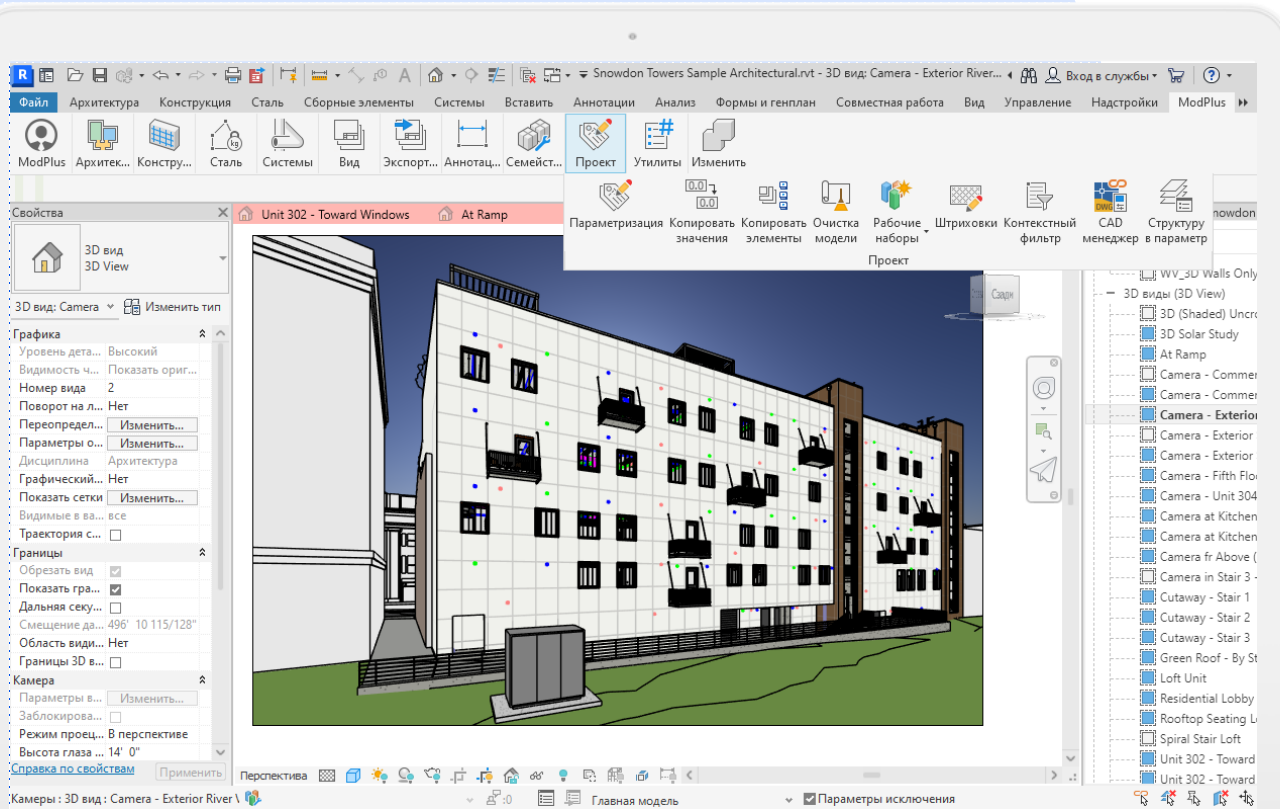 R
Snowdon Towers Sample Architectural.rvt - 3D вид: Camera - Exterior River...
Вход в службы
Файл Архитектура Конструкция Сталь Сборные элементы Системы Вставить Аннотации Анализ Формы и генплан Совместная работа Вид Управление Надстройки ModPlus
ModPlus Архитек... Констру... Сталь Системы Вид Экспорт... Аннотац... Семейст... Проект Утилиты Изменить
Параметризация Копировать значения Копировать элементы Очистка модели Рабочие наборы Штриховки Контекстный фильтр CAD менеджер Структуру в параметр
Проект
Свойства
Unit 302 - Toward Windows
At Ramp
nowdon
3D вид
3D View
3D вид: Camera Изменить тип
Графика
Уровень дета... Высокий
Видимость ч... Показать ориг...
Номер вида 2
Поворот на л... Нет
Переопредел... Изменить...
Параметры о... Изменить...
Дисциплина Архитектура
Графический... Нет
Показать сетки Изменить...
Видимые в ва... все
Траектория с...
Границы
Обрезать вид
Показать гра...
Дальняя секу...
Смещение да... 496' 10 115/128"
Область види... Нет
Границы 3D в...
Камера
Параметры в... Изменить...
Заблокирова...
Режим проец... В перспективе
Высота глаза ... 14' 0"
Справка по свойствам Применить
Сзади
WV_3D Walls Only
3D виды (3D View)
3D (Shaded) Uncro
3D Solar Study
At Ramp
Camera - Commer
Camera - Commer
Camera - Exterior
Camera - Exterior
Camera - Exterior
Camera - Fifth Flo
Camera - Unit 304
Camera at Kitchen
Camera at Kitchen
Camera fr Above (
Camera in Stair 3 -
Cutaway - Stair 1
Cutaway - Stair 2
Cutaway - Stair 3
Green Roof - By St
Loft Unit
Residential Lobby
Rooftop Seating L
Spiral Stair Loft
Unit 302 - Toward
Unit 302 - Toward
Перспектива
Камеры : 3D вид : Camera - Exterior River \
:0
Главная модель
Параметры исключения